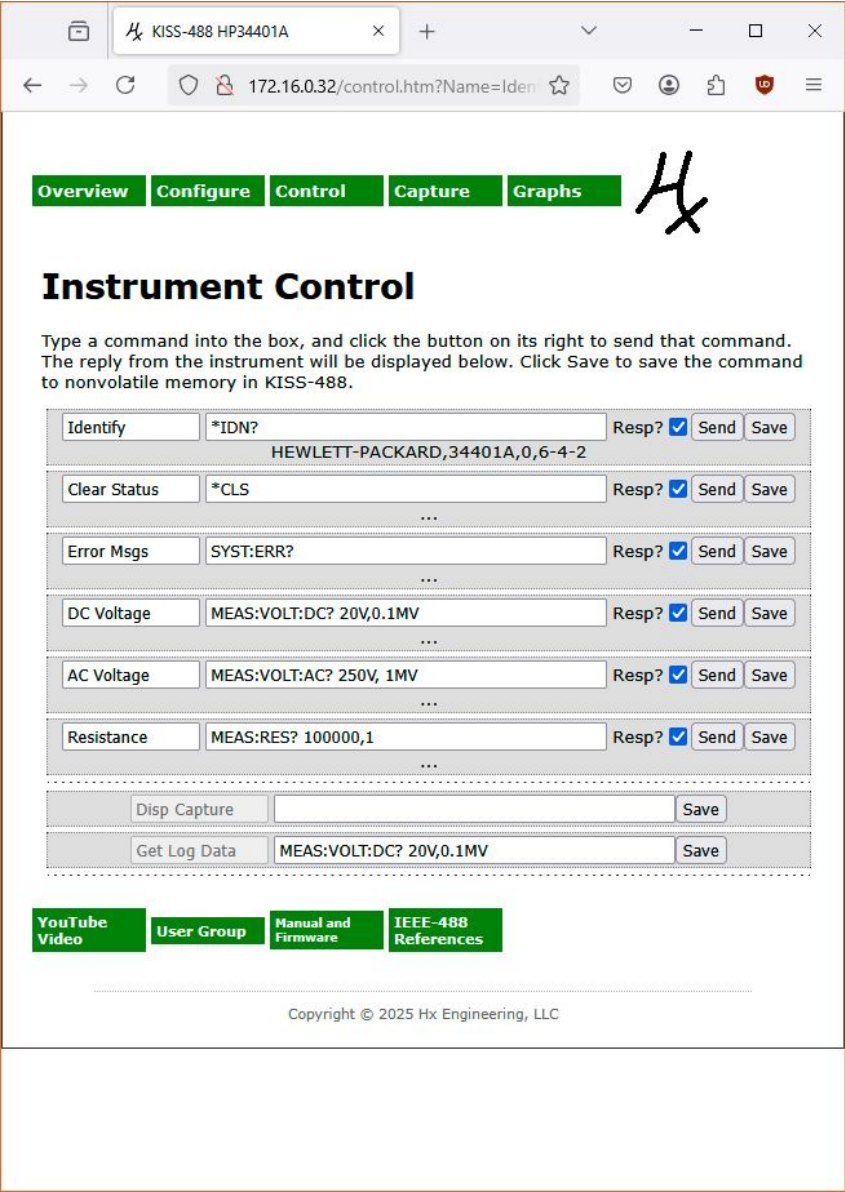 Hx KISS-488 HP34401A
172.16.0.32/control.htm?Name=Iden
Overview Configure Control Capture Graphs Hx
Instrument Control
Type a command into the box, and click the button on its right to send that command.
The reply from the instrument will be displayed below. Click Save to save the command
to nonvolatile memory in KISS-488.
Identify *IDN? Resp? Send Save
HEWLETT-PACKARD,34401A,0,6-4-2
Clear Status *CLS Resp? Send Save
...
Error Msgs SYST:ERR? Resp? Send Save
...
DC Voltage MEAS:VOLT:DC? 20V,0.1MV Resp? Send Save
...
AC Voltage MEAS:VOLT:AC? 250V, 1MV Resp? Send Save
...
Resistance MEAS:RES? 100000,1 Resp? Send Save
...
Disp Capture Save
Get Log Data MEAS:VOLT:DC? 20V,0.1MV Save
YouTube
Video
User Group
Manual and
Firmware
IEEE-488
References
Copyright © 2025 Hx Engineering, LLC